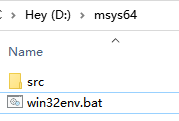 Hey (D:) › msys64
Name
src
win32env.bat